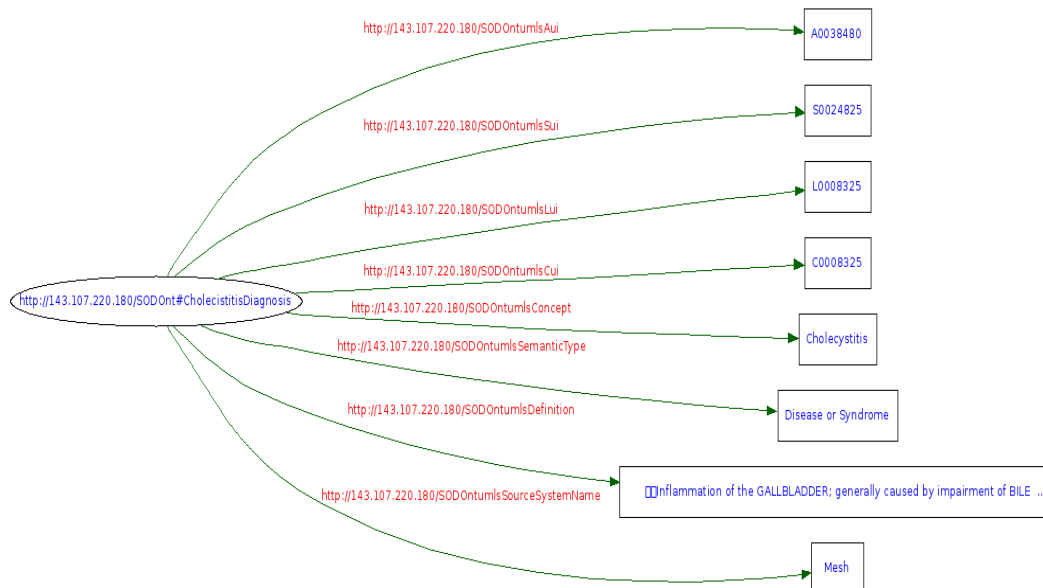 http://143.107.220.180/SODOntumlsAui
A0038480
http://143.107.220.180/SODOntumlsSui
S0024825
http://143.107.220.180/SODOntumlsLui
L0008325
http://143.107.220.180/SODOntumlsCui
C0008325
http://143.107.220.180/SODOnt#CholecistitisDiagnosis
http://143.107.220.180/SODOntumlsConcept
Cholecystitis
http://143.107.220.180/SODOntumlsSemanticType
Disease or Syndrome
http://143.107.220.180/SODOntumlsDefinition
Inflammation of the GALLBLADDER; generally caused by impairment of BILE ...
http://143.107.220.180/SODOntumlsSourceSystemName
Mesh